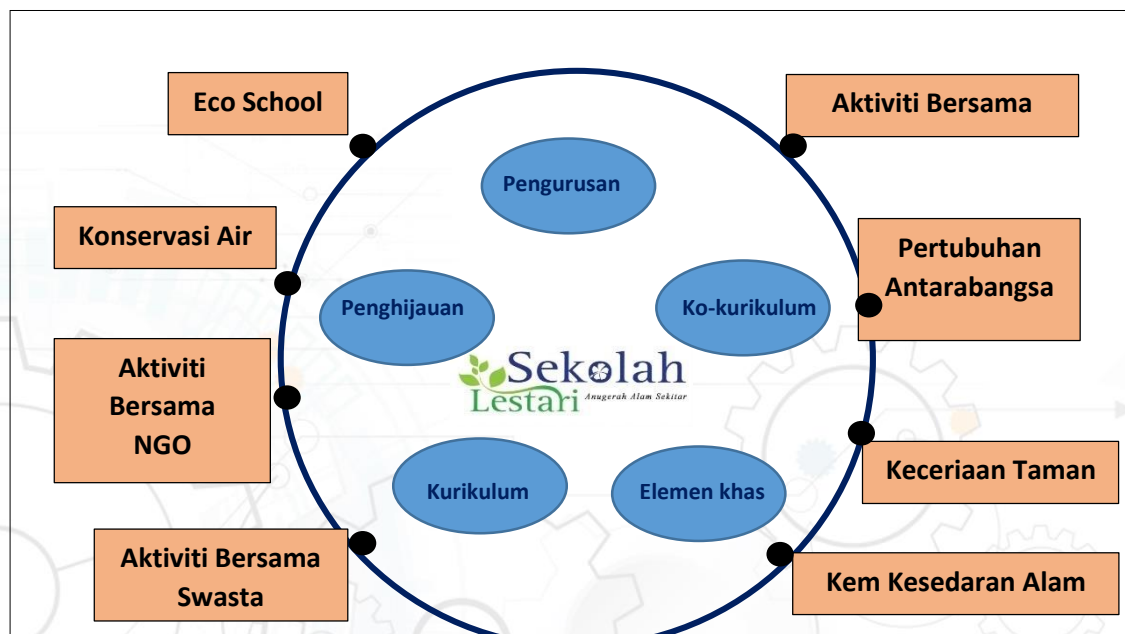 Eco School
Aktiviti Bersama
Pengurusan
Konservasi Air
Pertubuhan
Antarabangsa
Penghijauan
Ko-kurikulum
Aktiviti
Bersama
NGO
Sekolah
Lestari Anugerah Alam Sekitar
Keceriaan Taman
Kurikulum
Elemen khas
Aktiviti Bersama
Swasta
Kem Kesedaran Alam